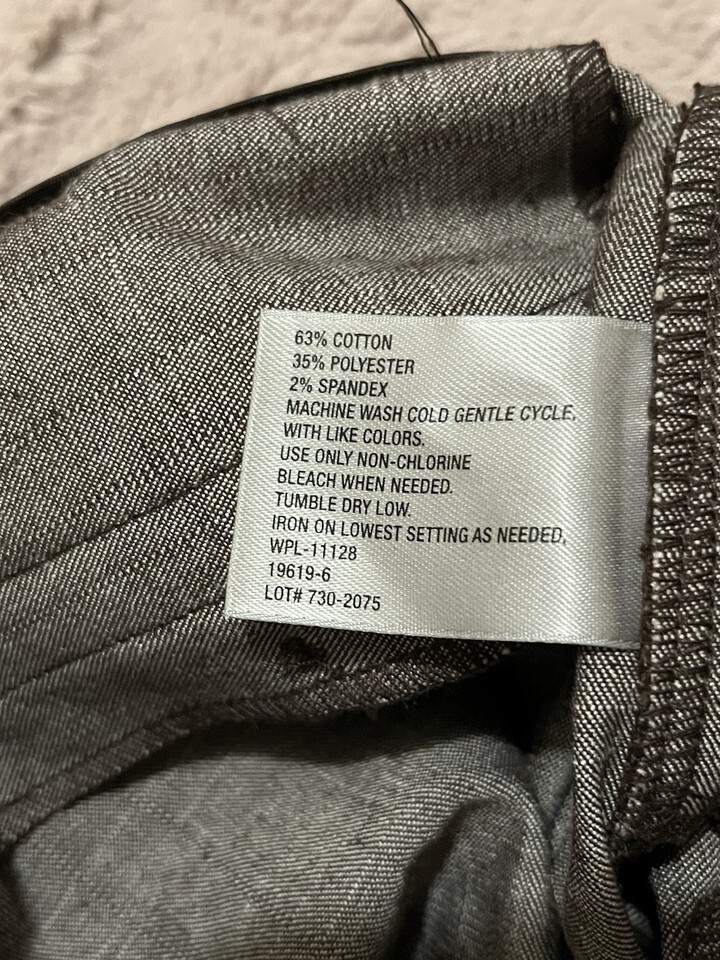 63% COTTON
35% POLYESTER
2% SPANDEX
MACHINE WASH COLD GENTLE CYCLE,
WITH LIKE COLORS.
USE ONLY NON-CHLORINE
BLEACH WHEN NEEDED.
TUMBLE DRY LOW.
IRON ON LOWEST SETTING AS NEEDED,
WPL-11128
19619-6
LOT# 730-2075